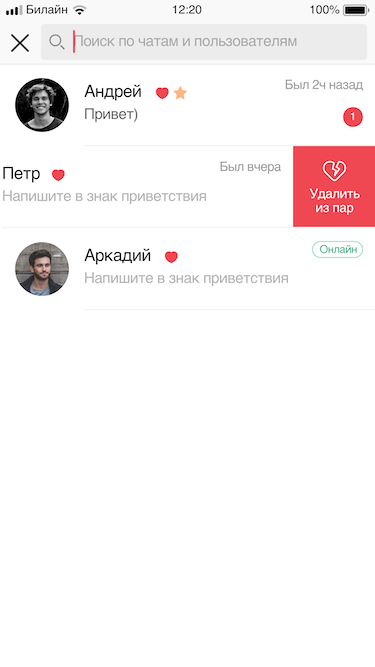 Билайн 12:20 100%
Поиск по чатам и пользователям
Андрей Был 2ч назад
Привет) 1
Петр Был вчера
Напишите в знак приветствия
Удалить
из пар
Аркадий Онлайн
Напишите в знак приветствия